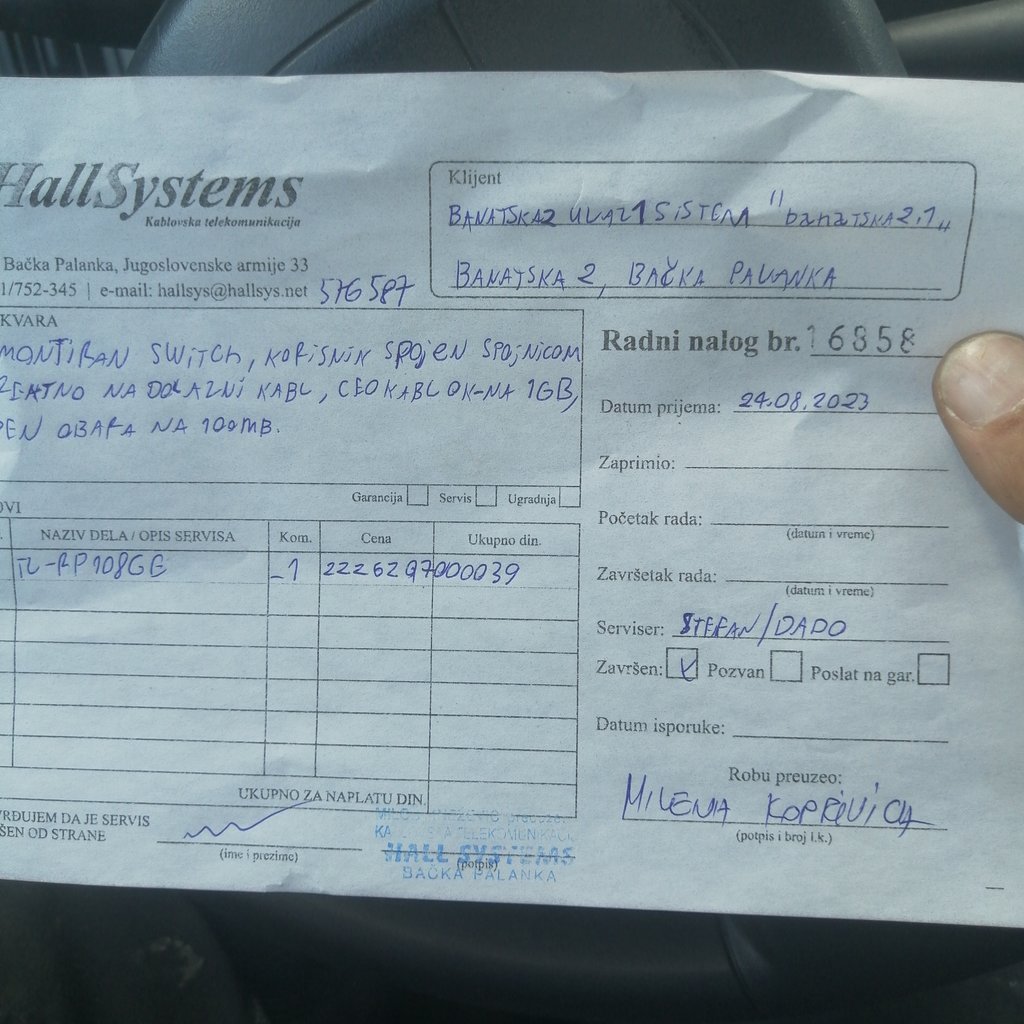 HallSystems
Kablovska telekomunikacija
Bačka Palanka, Jugoslovenske armije 33
1/752-345 | e-mail: hallsys@hallsys.net 576587
Klijent
BANATSKA2 ULAZ 1 SISTEM "banatska2.1"
BANATSKA 2, BAČKA PALANKA
KVARA
MONTIRAN SWITCH, KORISNIK SPOJEN SPOJNICOM
NA DOLAZNI KABL, CEO KABL OK-NA 1GB,
OBARA NA 100MB.
Garancija Servis Ugradnja
Radni nalog br. 16858
Datum prijema: 24.08.2023
Zaprimio:
Početak rada:
(datum i vreme)
Završetak rada:
(datum i vreme)
Serviser: STEFAN/DADO
Završen: Pozvan Poslat na gar.
Datum isporuke:
Robu preuzeo:
MILENA
(potpis i broj l.k.)
OVI
NAZIV DELA / OPIS SERVISA Kom. Cena Ukupno din.
TL-RP108GE 1 2226297000039
UKUPNO ZA NAPLATU DIN.
RĐUJEM DA JE SERVIS
ŠEN OD STRANE
(ime i prezime)
(potpis)
TELEKOMUNIKACI
HALL SYSTEMS
BAČKA PALANKA